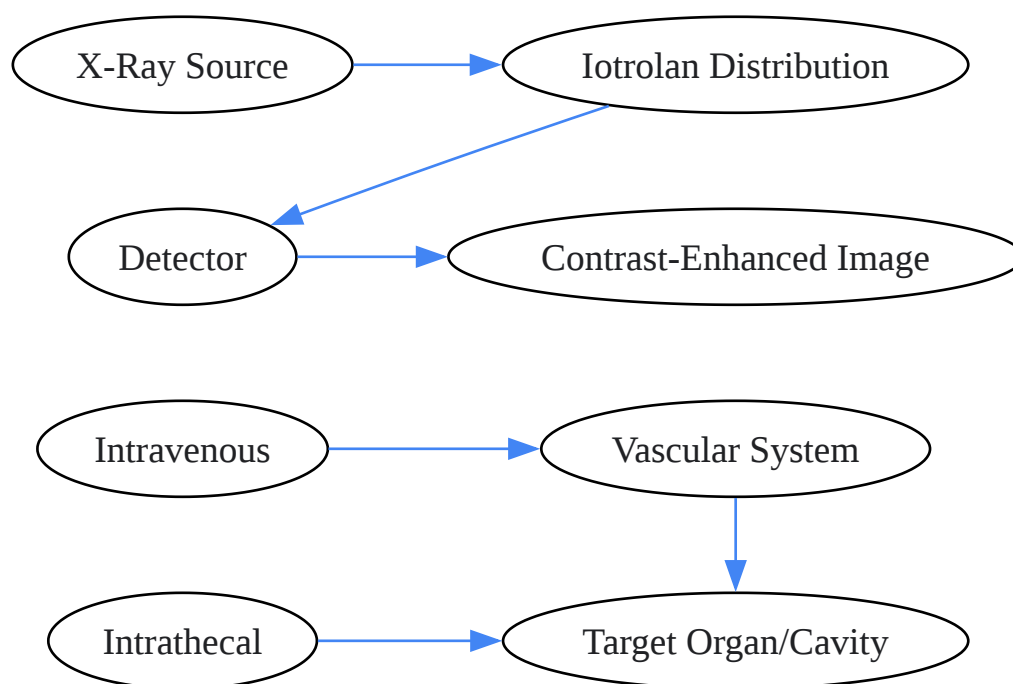 X-Ray Source
Iotrolan Distribution
Detector
Contrast-Enhanced Image
Intravenous
Vascular System
Intrathecal
Target Organ/Cavity